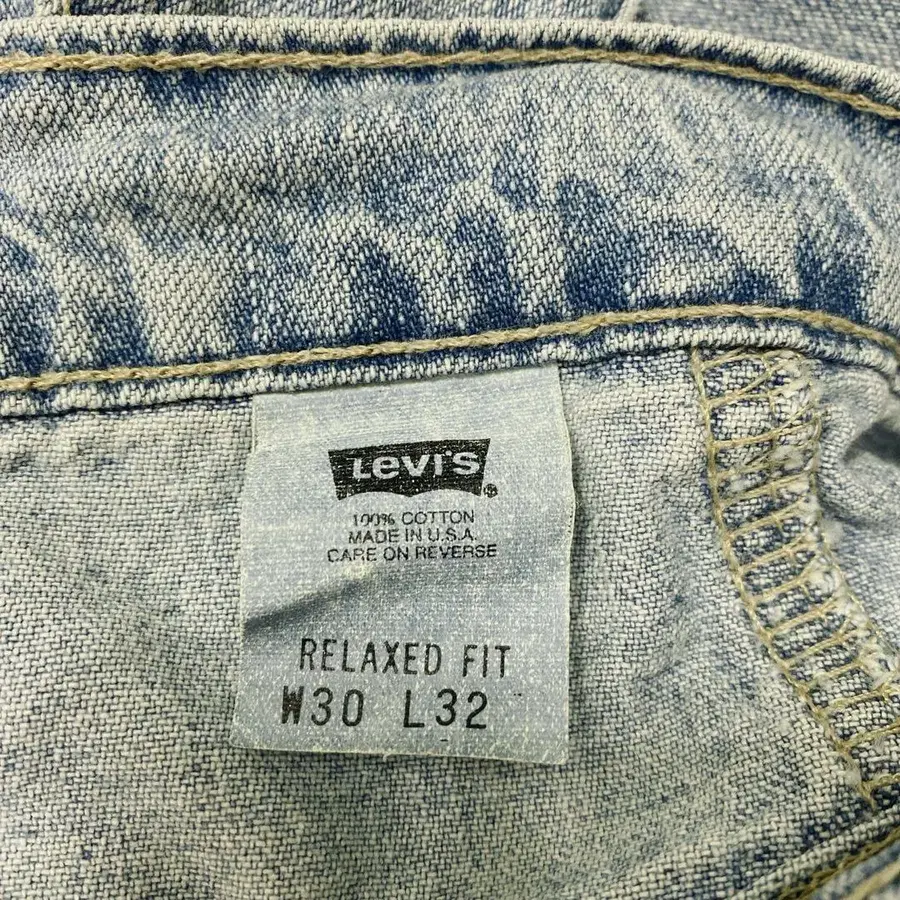 Levi's®
100% COTTON
MADE IN U.S.A.
CARE ON REVERSE
RELAXED FIT
W30 L32